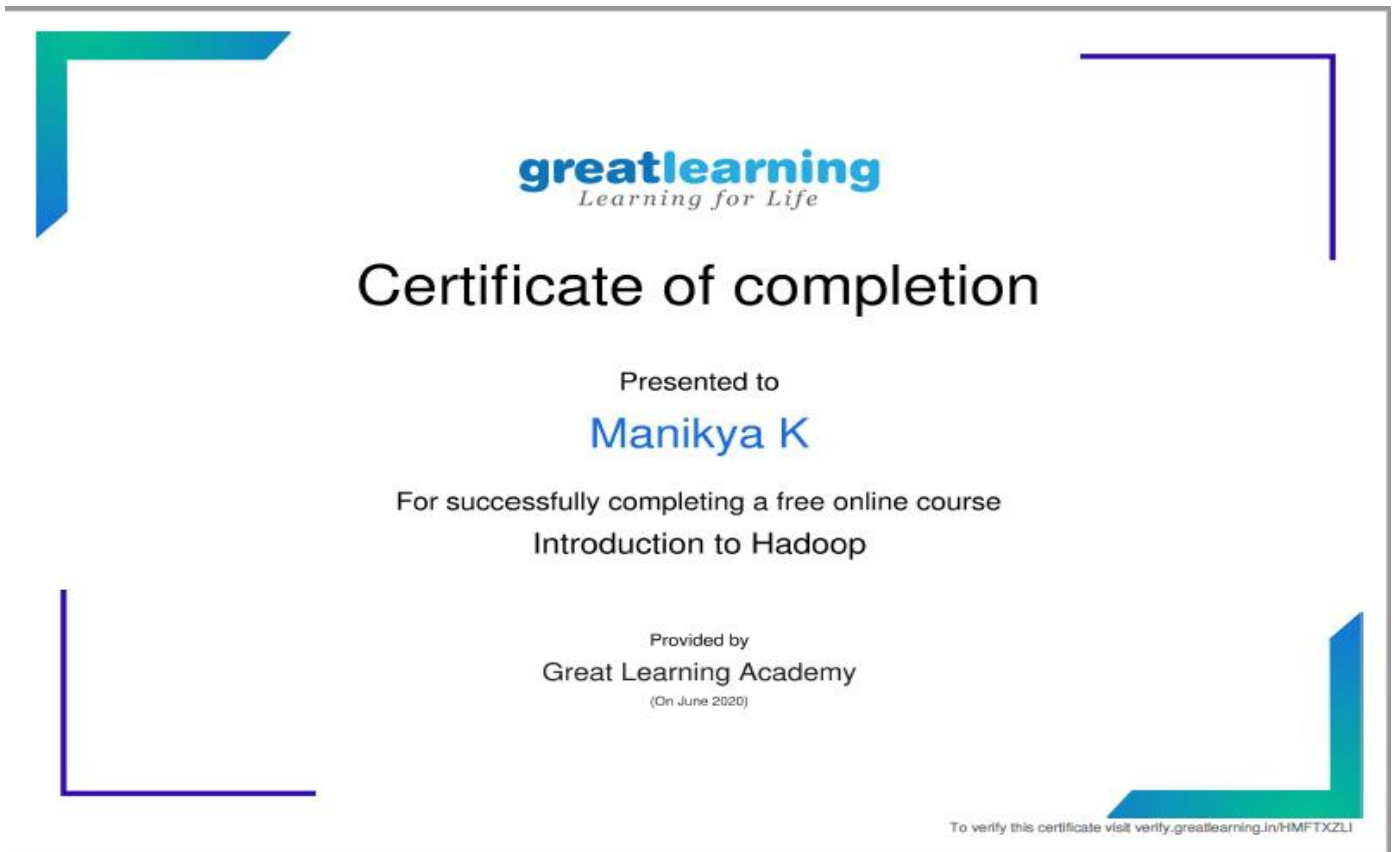 greatlearning
Learning for Life
Certificate of completion
Presented to
Manikya K
For successfully completing a free online course
Introduction to Hadoop
Provided by
Great Learning Academy
(On June 2020)
To verify this certificate visit verify.greatlearning.in/HMFTXZLI